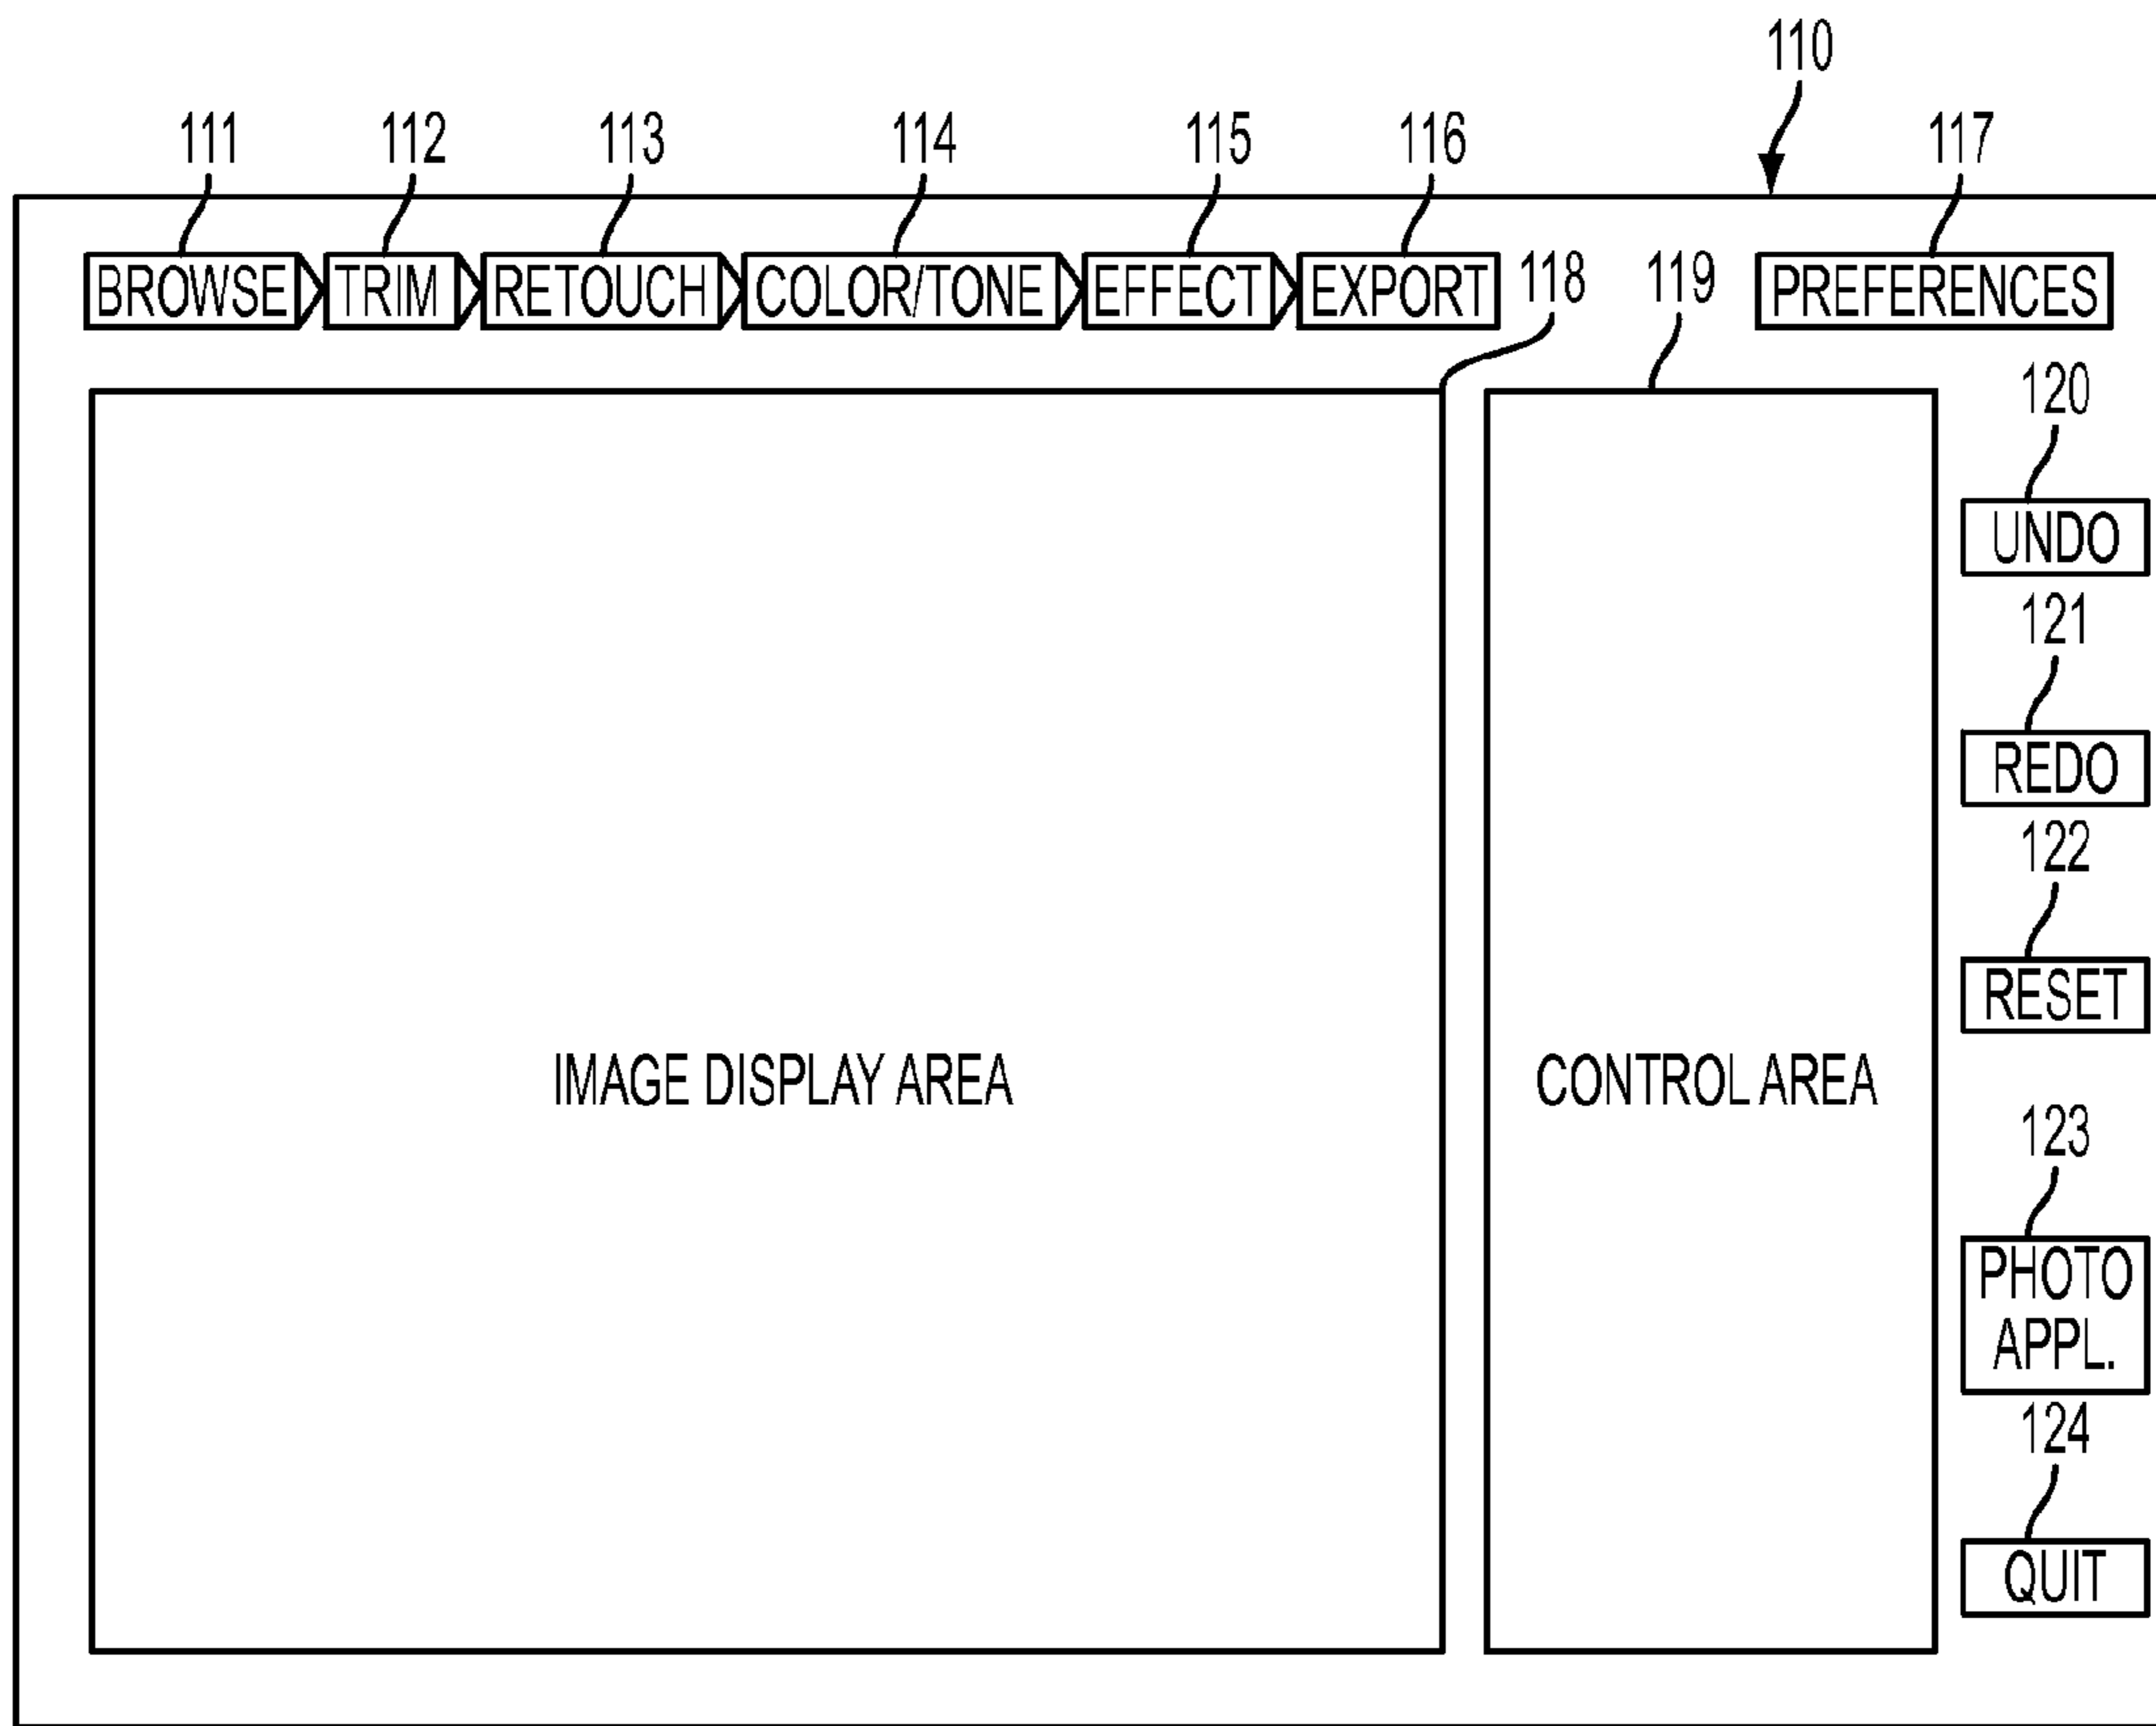 110
111 112 113 114 115 116 117
BROWSE TRIM RETOUCH COLOR/TONE EFFECT EXPORT 118 119 PREFERENCES
120
UNDO
121
REDO
122
RESET
IMAGE DISPLAY AREA CONTROL AREA
123
PHOTO
APPL.
124
QUIT